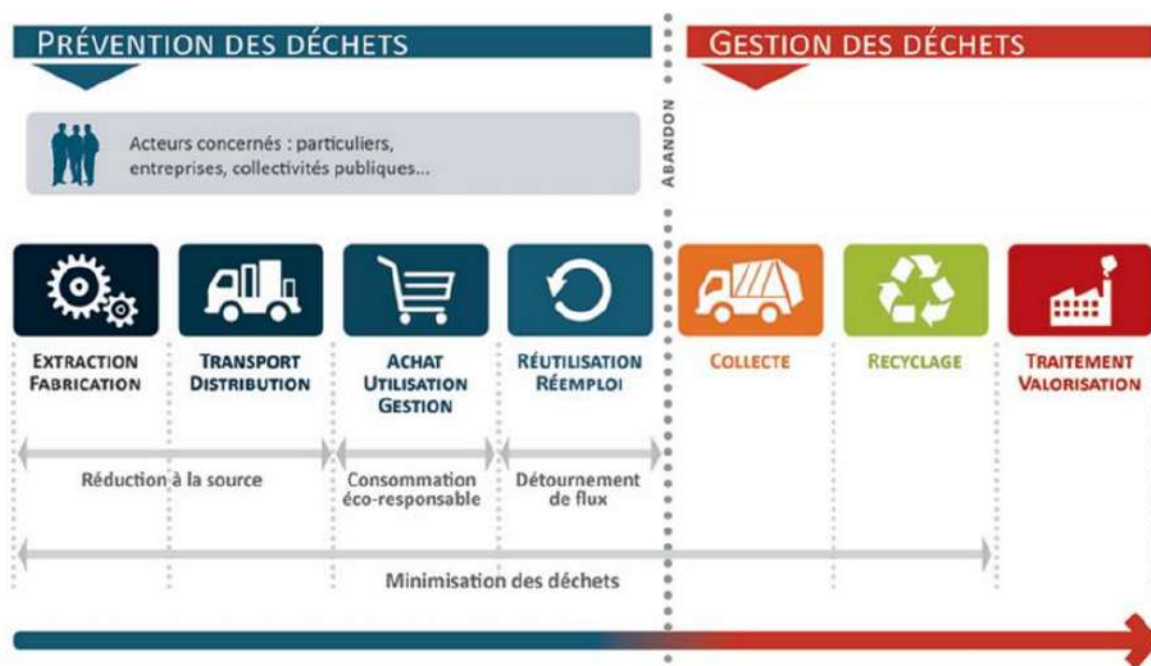 PRÉVENTION DES DÉCHETS
GESTION DES DÉCHETS
Acteurs concernés : particuliers,
entreprises, collectivités publiques...
ABANDON
EXTRACTION
FABRICATION
TRANSPORT
DISTRIBUTION
ACHAT
UTILISATION
GESTION
RÉUTILISATION
RÉEMPLOI
COLLECTE
RECYCLAGE
TRAITEMENT
VALORISATION
Réduction à la source
Consommation
éco-responsable
Détournement
de flux
Minimisation des déchets